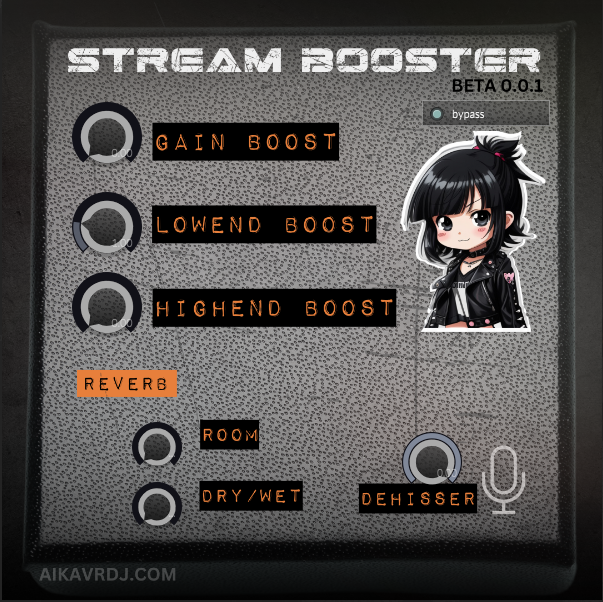 STREAM BOOSTER
BETA 0.0.1
bypass
GAIN BOOST
LOWEND BOOST
HIGHEND BOOST
REVERB
ROOM
DRY/WET
DEHISSER
AIKAVRDJ.COM